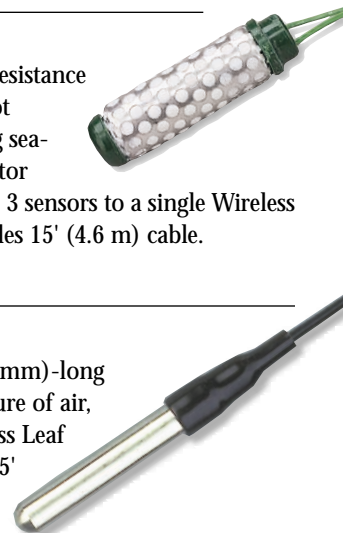 esistance
ot
g sea-
tor
3 sensors to a single Wireless
les 15' (4.6 m) cable.
mm)-long
ure of air,
ss Leaf
5'